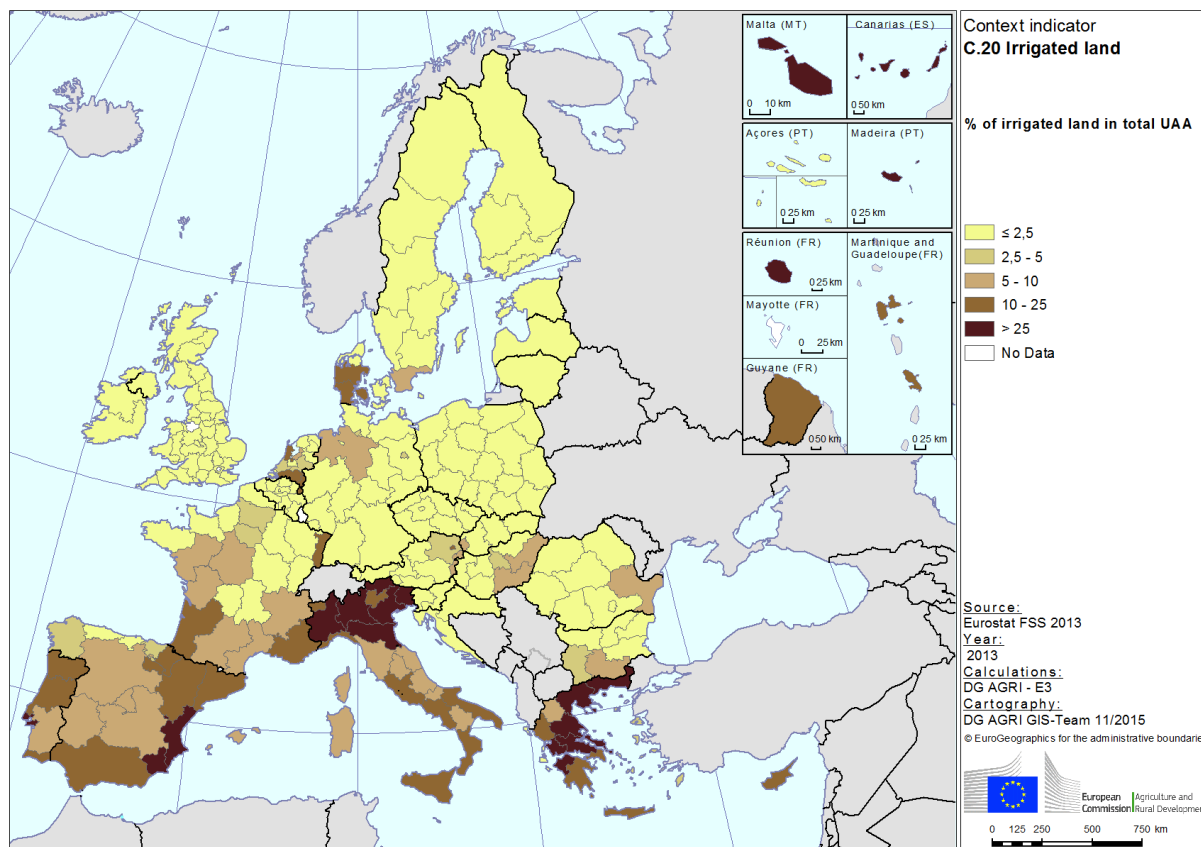 Malta (MT)
0 10 km
Canarias (ES)
0 50 km
Açores (PT)
0 25 km
Madeira (PT)
0 25 km
Réunion (FR)
0 25 km
Martinique and
Guadeloupe(FR)
Mayotte (FR)
0 25 km
Guyane (FR)
0 50 km
0 25 km
Context indicator
C.20 Irrigated land
% of irrigated land in total UAA
≤ 2,5
2,5 - 5
5 - 10
10 - 25
> 25
No Data
Source:
Eurostat FSS 2013
Year:
2013
Calculations:
DG AGRI - E3
Cartography:
DG AGRI GIS-Team 11/2015
© EuroGeographics for the administrative boundaries
European
Commission
Agriculture and
Rural Development
0 125 250 500 750 km